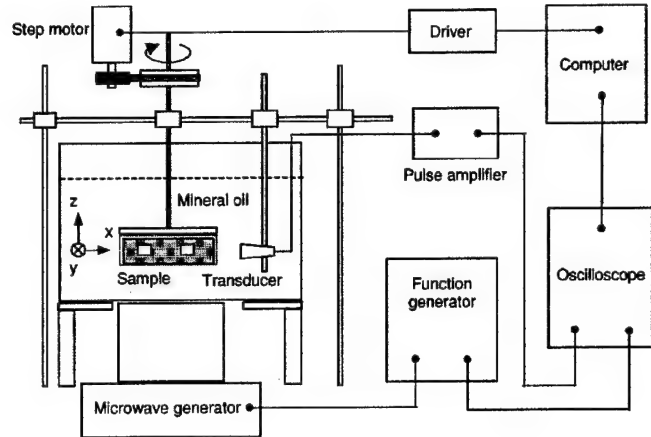 Step motor
Driver
Computer
Pulse amplifier
Mineral oil
z
x
y
Sample
Transducer
Function
generator
Oscilloscope
Microwave generator